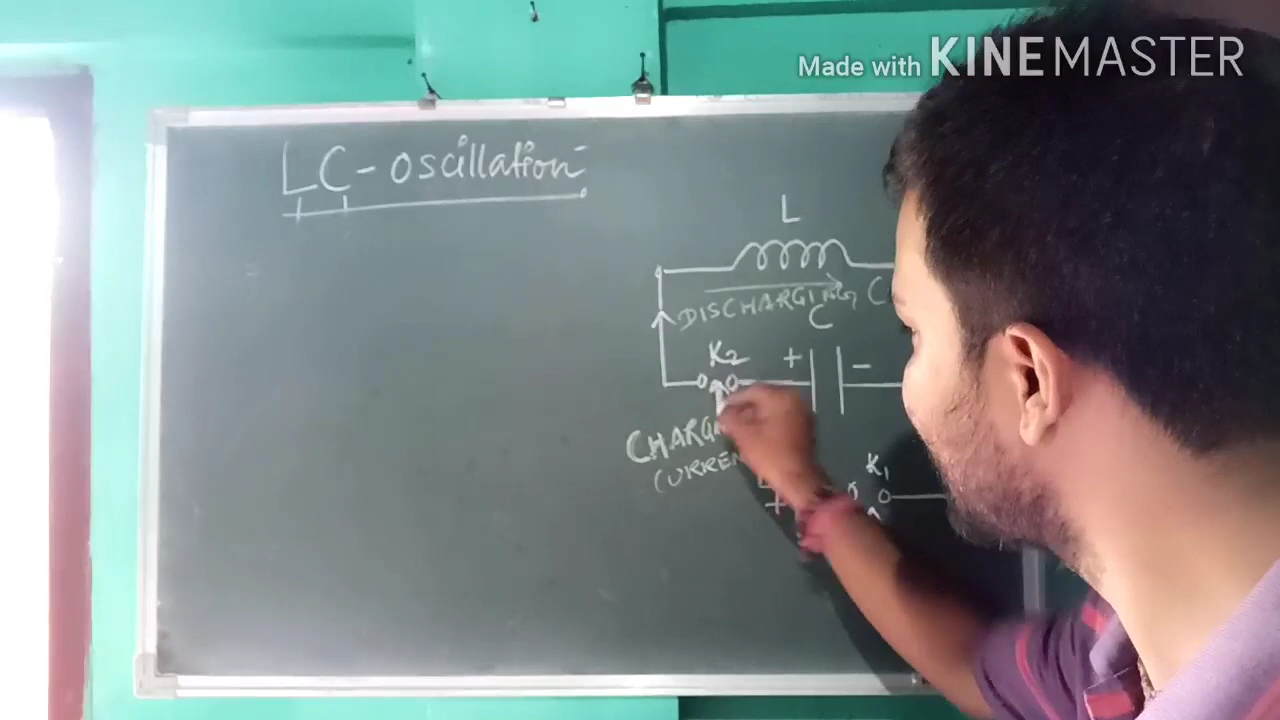 Made with KINEMASTER
LC-oscillation
L
DISCHARGING
C
K2
+ -
K1
+